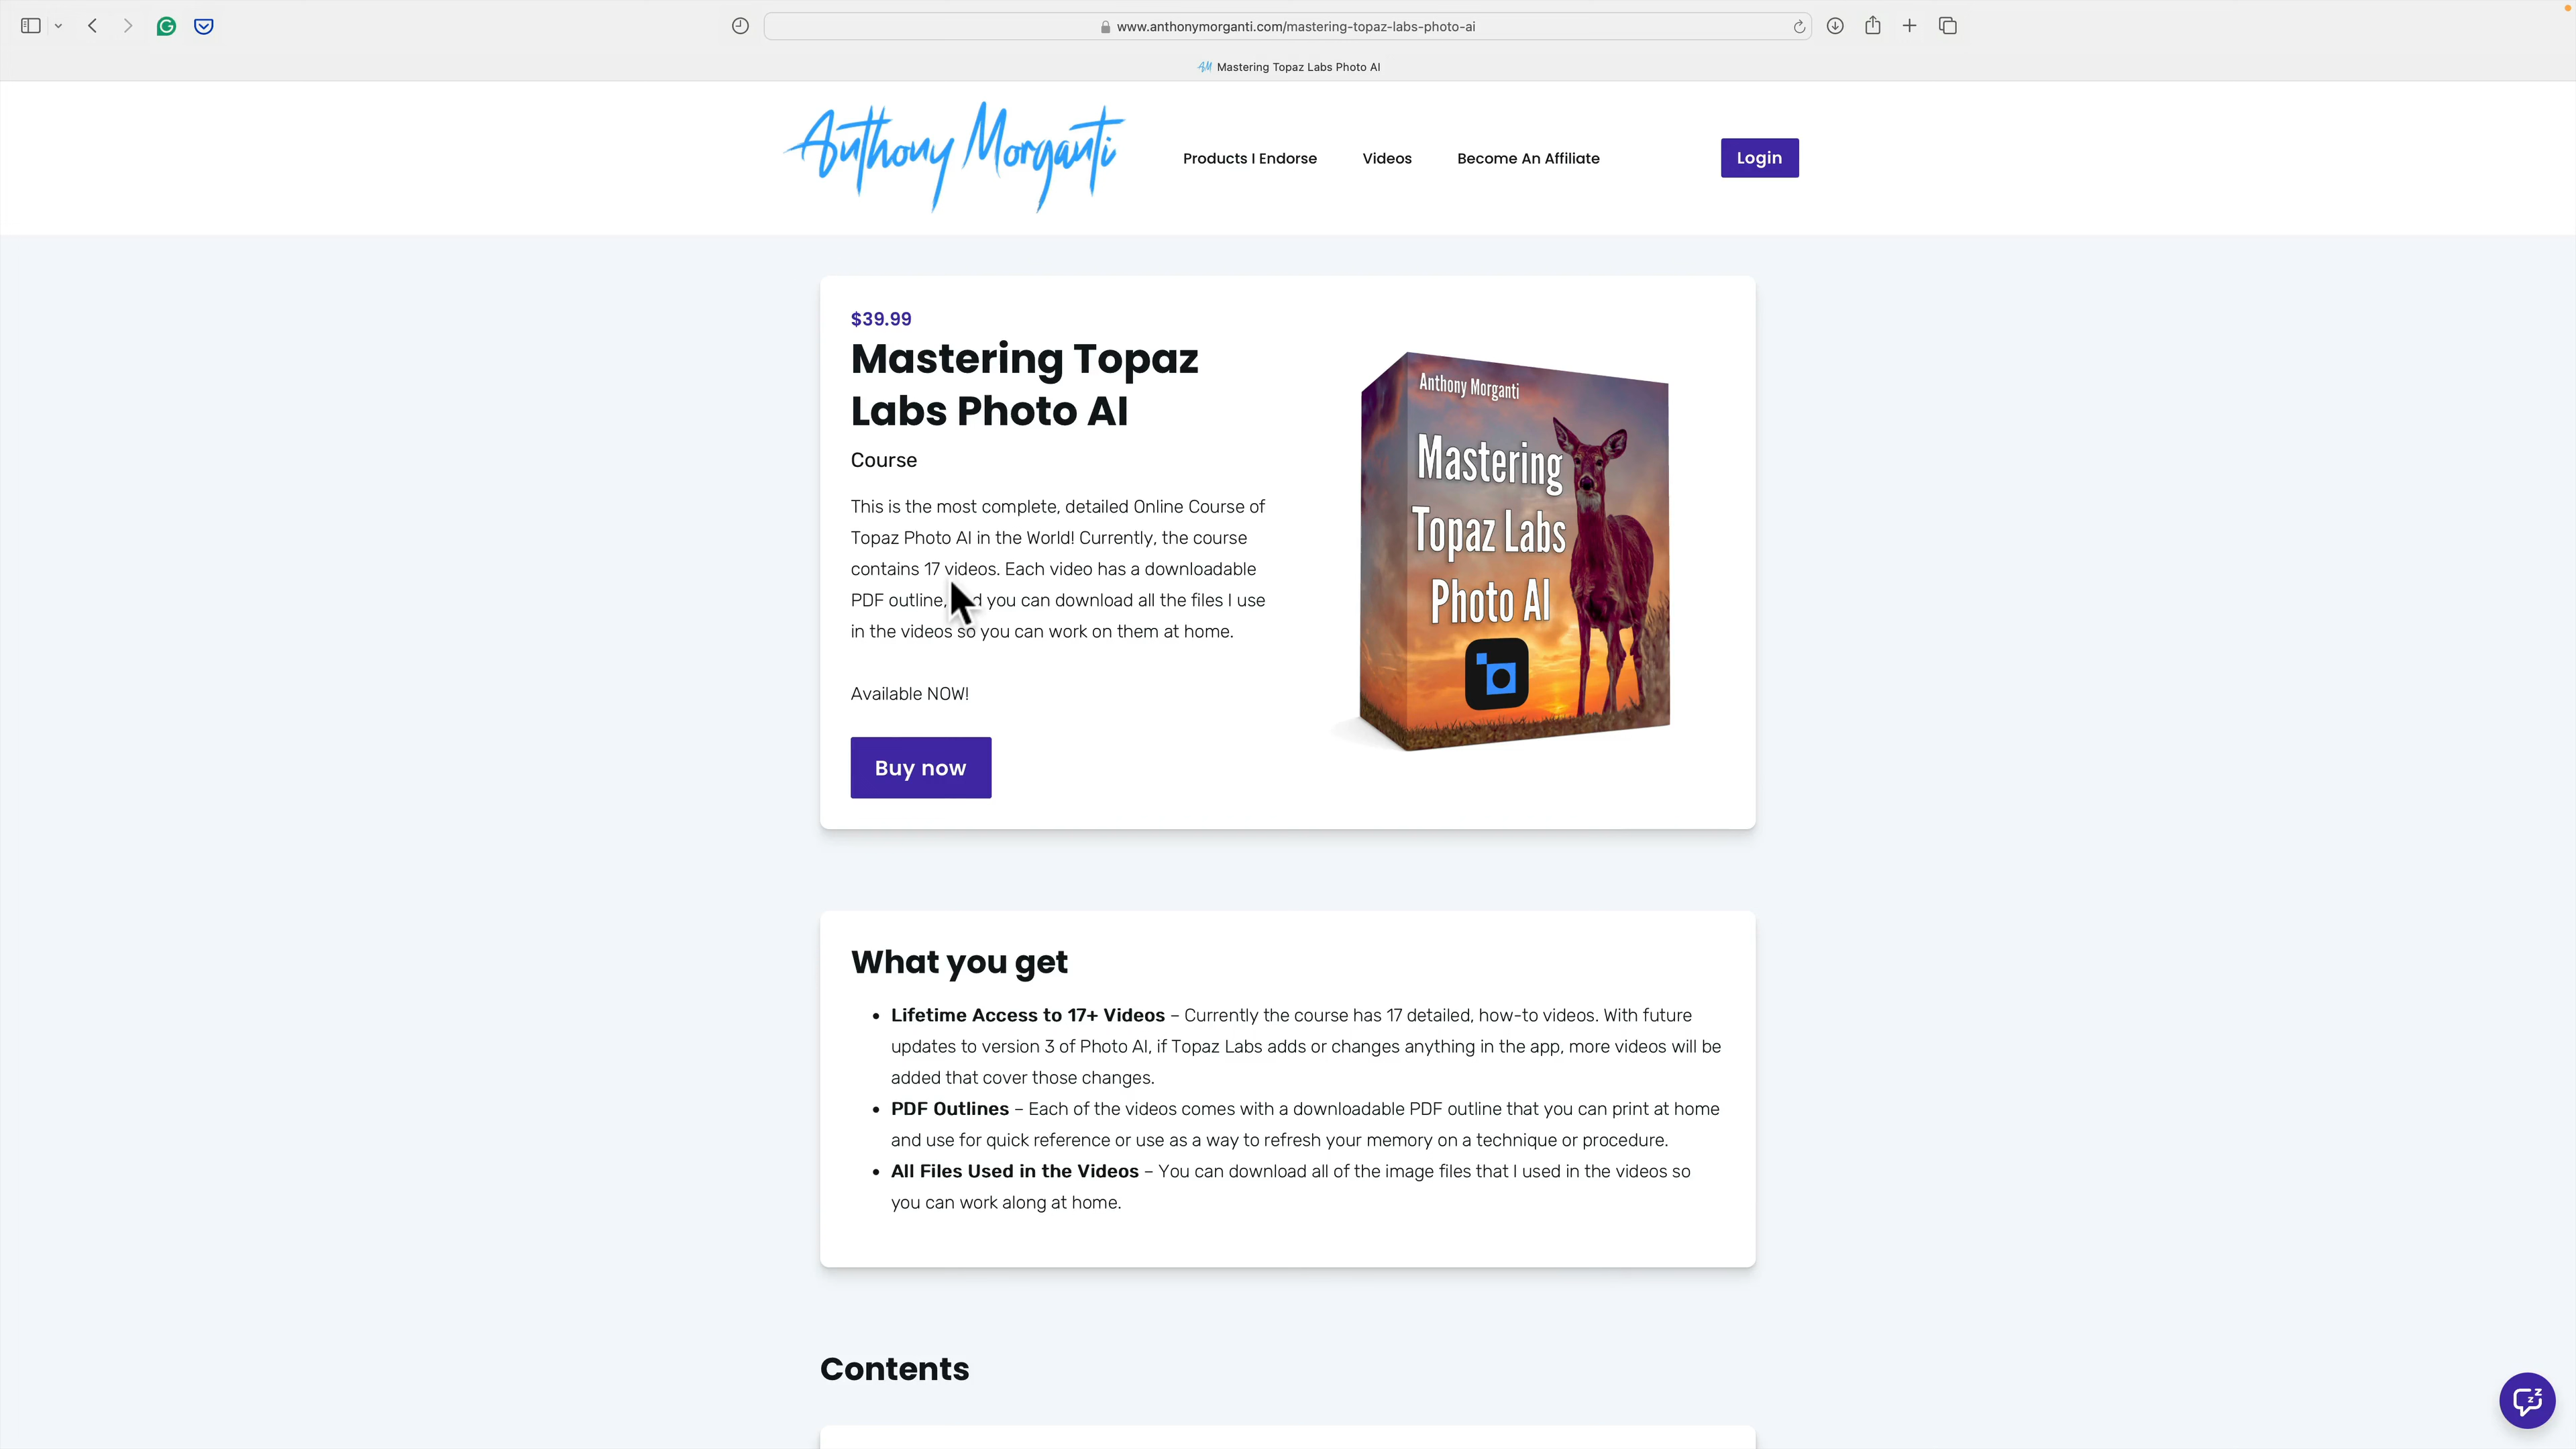 www.anthonymorganti.com/mastering-topaz-labs-photo-ai
AM Mastering Topaz Labs Photo AI
Anthony Morganti
Products I Endorse
Videos
Become An Affiliate
Login
$39.99
Mastering Topaz
Labs Photo AI
Course
This is the most complete, detailed Online Course of
Topaz Photo AI in the World! Currently, the course
contains 17 videos. Each video has a downloadable
PDF outline, you can download all the files I use
in the videos so you can work on them at home.
Available NOW!
Buy now
Anthony Morganti
Mastering
Topaz Labs
Photo AI
What you get
• Lifetime Access to 17+ Videos – Currently the course has 17 detailed, how-to videos. With future
updates to version 3 of Photo AI, if Topaz Labs adds or changes anything in the app, more videos will be
added that cover those changes.
• PDF Outlines – Each of the videos comes with a downloadable PDF outline that you can print at home
and use for quick reference or use as a way to refresh your memory on a technique or procedure.
• All Files Used in the Videos – You can download all of the image files that I used in the videos so
you can work along at home.
Contents